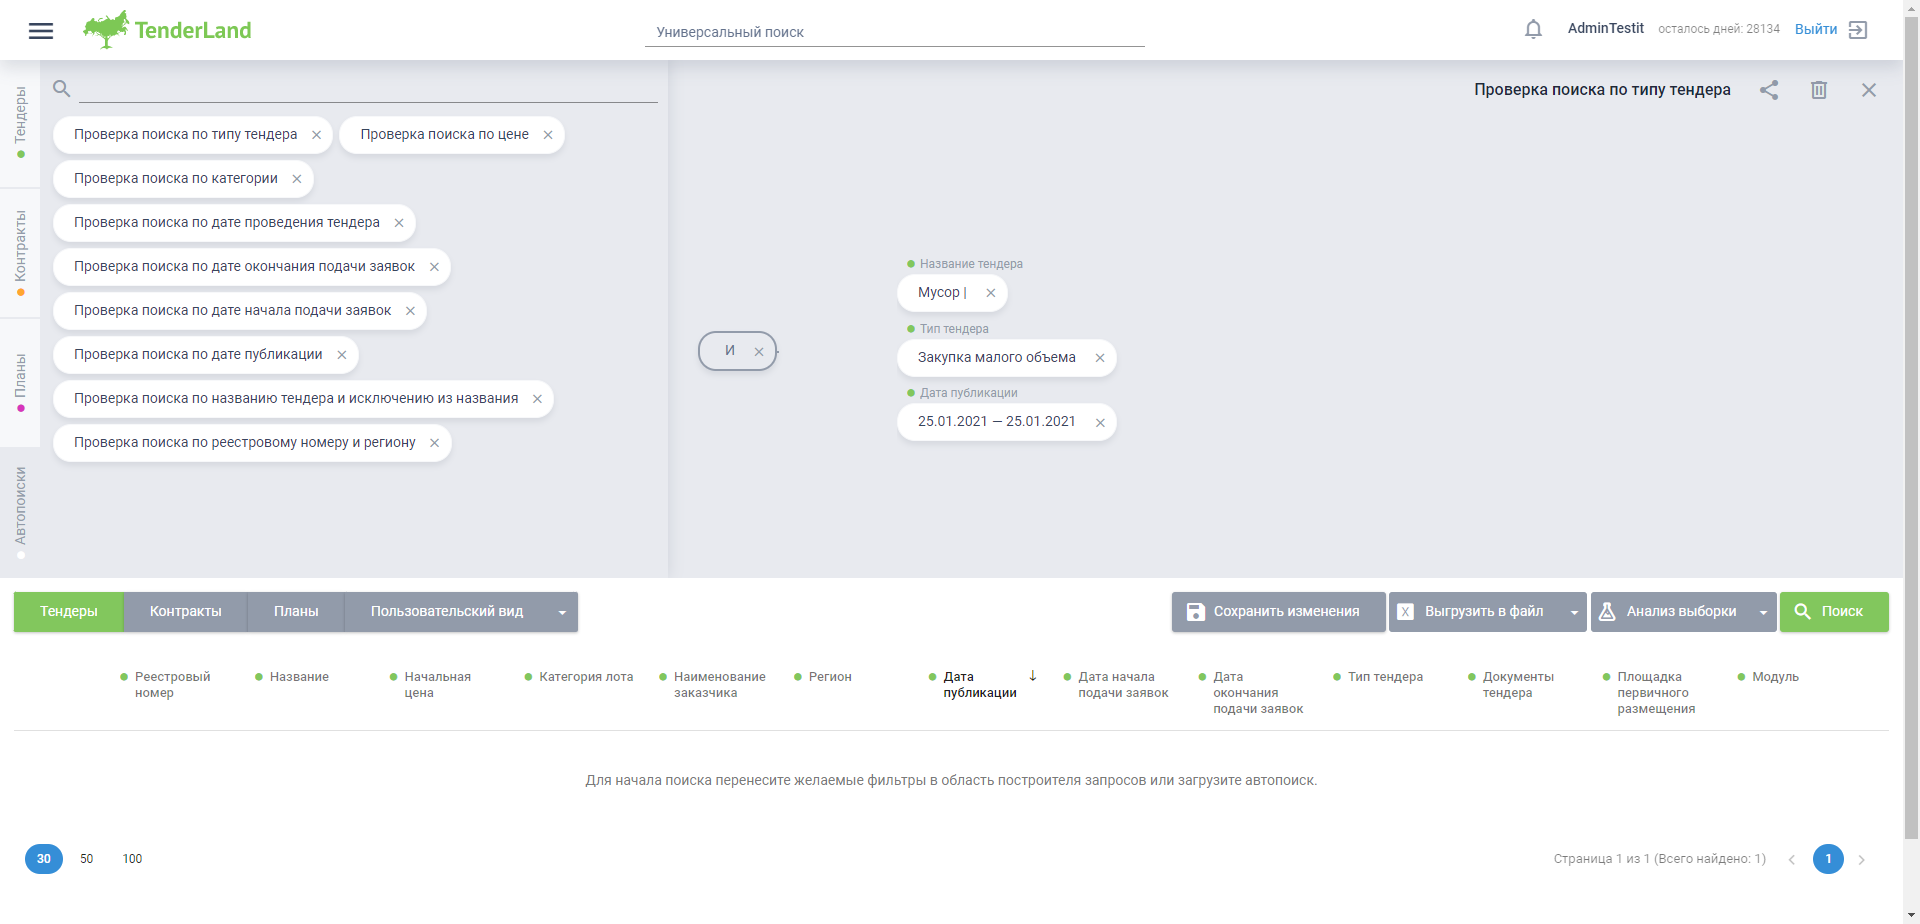 TenderLand
Универсальный поиск
AdminTestit
осталось дней: 28134
Выйти
Тендеры
Контракты
Планы
Автопоиски
Проверка поиска по типу тендера
Проверка поиска по цене
Проверка поиска по категории
Проверка поиска по дате проведения тендера
Проверка поиска по дате окончания подачи заявок
Проверка поиска по дате начала подачи заявок
Проверка поиска по дате публикации
Проверка поиска по названию тендера и исключению из названия
Проверка поиска по реестровому номеру и региону
Проверка поиска по типу тендера
И
Название тендера
Мусор |
Тип тендера
Закупка малого объема
Дата публикации
25.01.2021 — 25.01.2021
Тендеры
Контракты
Планы
Пользовательский вид
Сохранить изменения
X Выгрузить в файл
Анализ выборки
Поиск
Реестровый
номер
Название
Начальная
цена
Категория лота
Наименование
заказчика
Регион
Дата
публикации
Дата начала
подачи заявок
Дата
окончания
подачи заявок
Тип тендера
Документы
тендера
Площадка
первичного
размещения
Модуль
Для начала поиска перенесите желаемые фильтры в область построителя запросов или загрузите автопоиск.
30 50 100
Страница 1 из 1 (Всего найдено: 1)
1